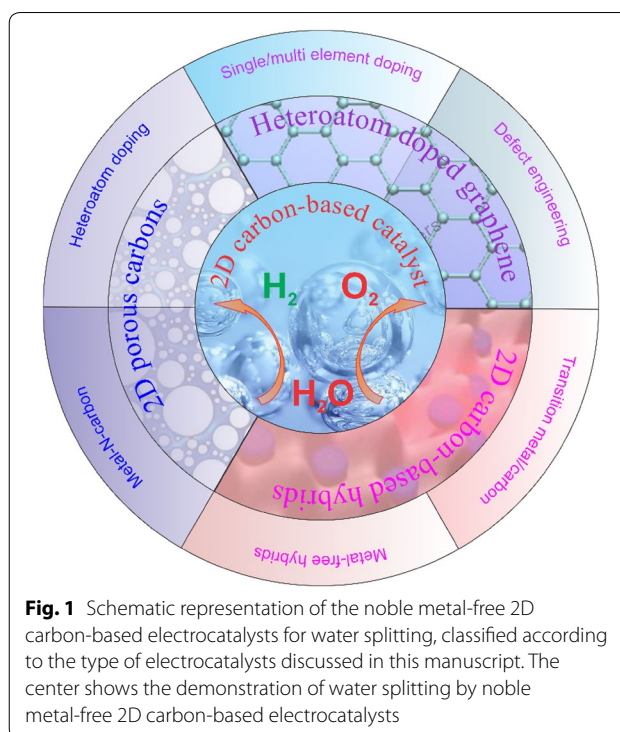 Single/multi element doping
Heteroatom doping
Defect engineering
Heteroatom doped graphene
2D porous carbons
2D carbon-based catalyst
H2 O2
H2O
2D carbon-based hybrids
Metal-N-carbon
Transition metal/carbon
Metal-free hybrids
Fig. 1 Schematic representation of the noble metal-free 2D
carbon-based electrocatalysts for water splitting, classified according
to the type of electrocatalysts discussed in this manuscript. The
center shows the demonstration of water splitting by noble
metal-free 2D carbon-based electrocatalysts